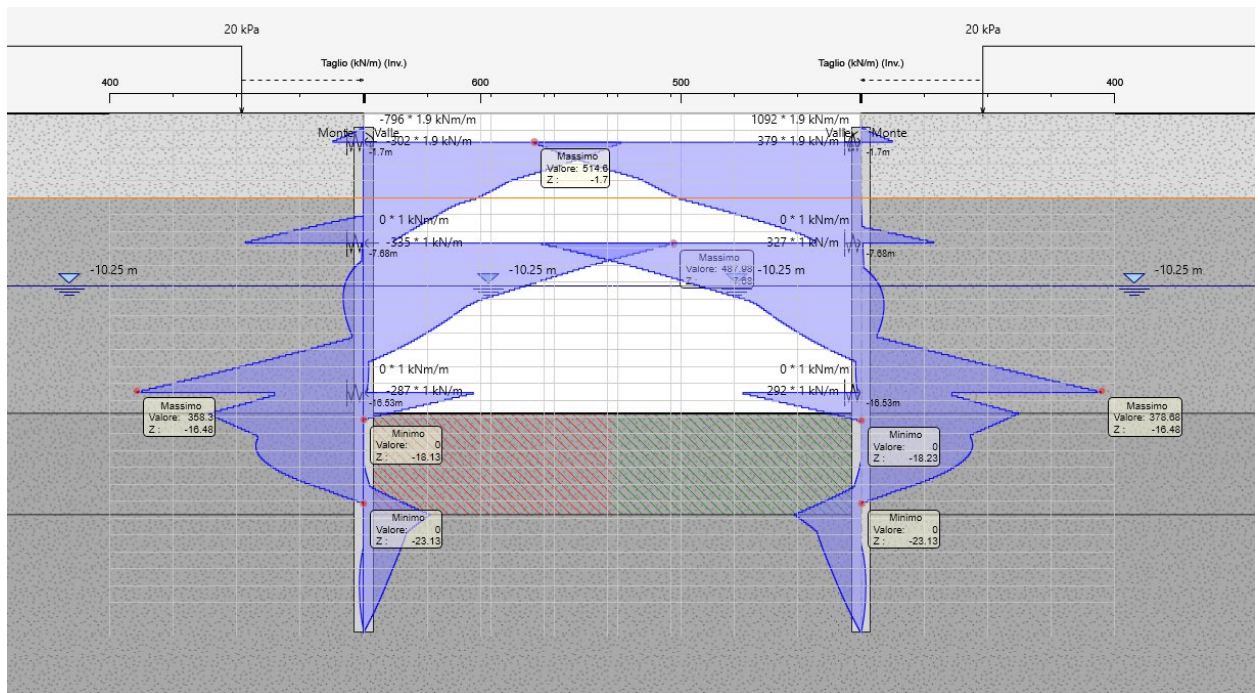 20 kPa
20 kPa
Taglio (kN/m) (Inv.)
Taglio (kN/m) (Inv.)
400
600
500
400
-796 * 1.9 kNm/m
1092 * 1.9 kNm/m
Monte
Valle
Valle
Monte
-302 * 1.9 kN/m
379 * 1.9 kN/m
-1.7m
-1.7m
Massimo
Valore: 514.6
Z : -1.7
0 * 1 kNm/m
0 * 1 kNm/m
-335 * 1 kN/m
327 * 1 kN/m
-7.68m
-7.68m
Massimo
Valore: 487.98
Z : -7.68
-10.25 m
-10.25 m
-10.25 m
-10.25 m
0 * 1 kNm/m
0 * 1 kNm/m
-287 * 1 kN/m
292 * 1 kN/m
-16.53m
-16.53m
Massimo
Valore: 358.3
Z : -16.48
Massimo
Valore: 378.68
Z : -16.48
Minimo
Valore: 0
Z : -18.13
Minimo
Valore: 0
Z : -18.23
Minimo
Valore: 0
Z : -23.13
Minimo
Valore: 0
Z : -23.13